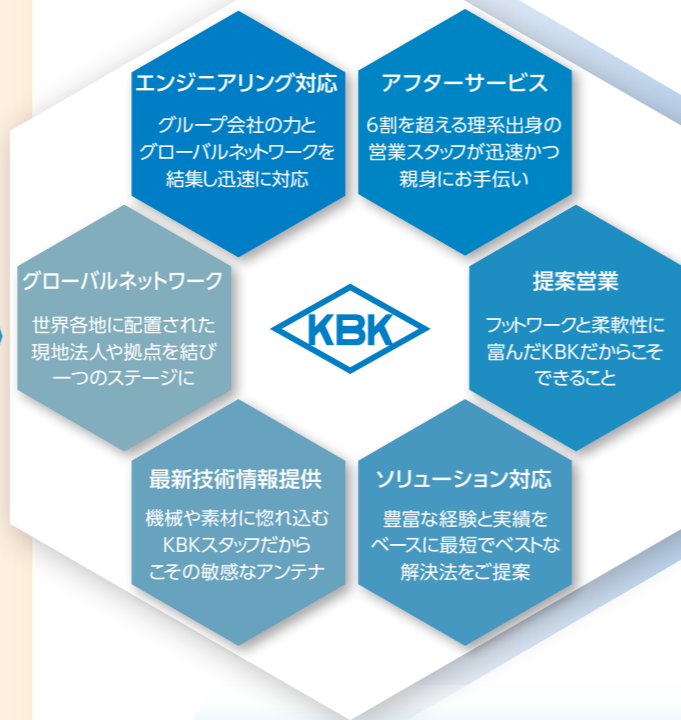 エンジニアリング対応
グループ会社の力と
グローバルネットワークを
結集し迅速に対応
アフターサービス
6割を超える理系出身の
営業スタッフが迅速かつ
親身にお手伝い
グローバルネットワーク
世界各地に配置された
現地法人や拠点を結び
一つのステージに
KBK
提案営業
フットワークと柔軟性に
富んだKBKだからこそ
できること
最新技術情報提供
機械や素材に惚れ込む
KBKスタッフだから
こその敏感なアンテナ
ソリューション対応
豊富な経験と実績を
ベースに最短でベストな
解決法をご提案